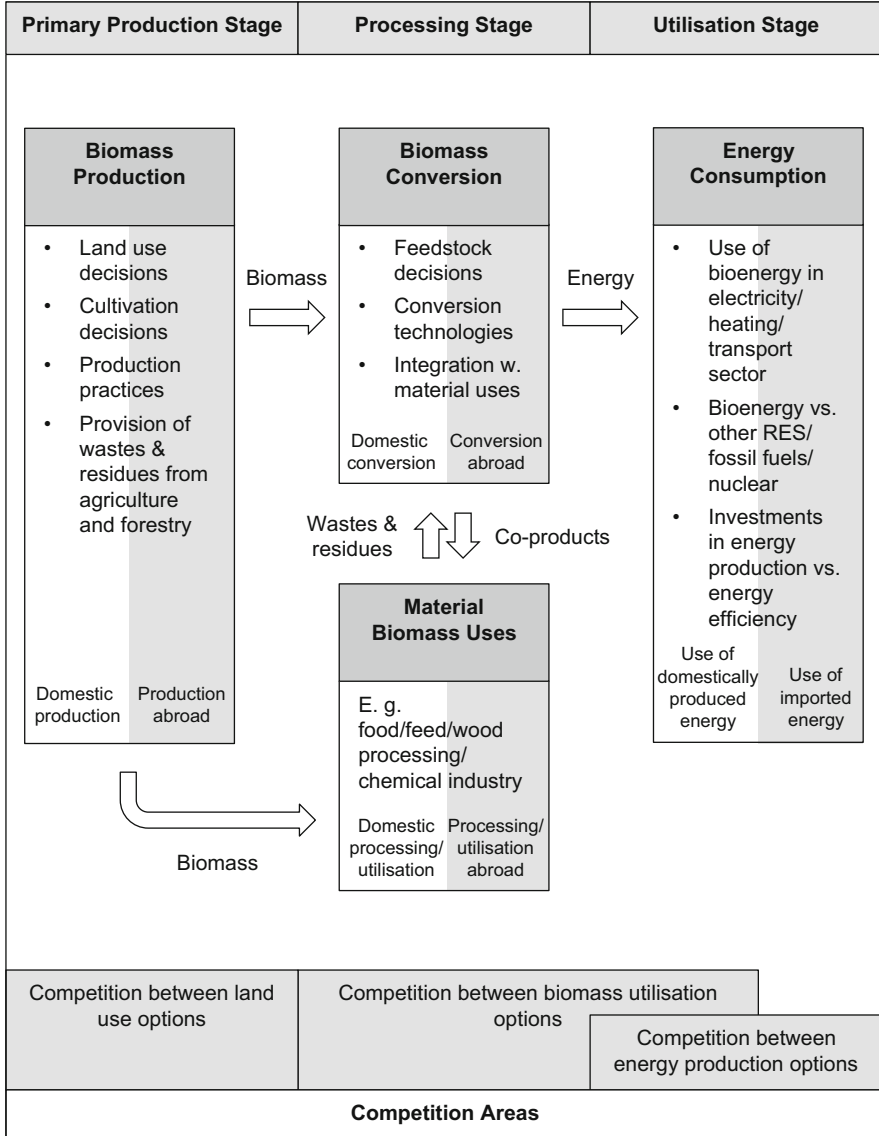 Primary Production Stage
Processing Stage
Utilisation Stage
Biomass
Production
• Land use
decisions
• Cultivation
decisions
• Production
practices
• Provision of
wastes &
residues from
agriculture
and forestry
Domestic
production
Production
abroad
Biomass
Biomass
Conversion
• Feedstock
decisions
• Conversion
technologies
• Integration w.
material uses
Domestic
conversion
Conversion
abroad
Energy
Energy
Consumption
• Use of
bioenergy in
electricity/
heating/
transport
sector
• Bioenergy vs.
other RES/
fossil fuels/
nuclear
• Investments
in energy
production vs.
energy
efficiency
Use of
domestically
produced
energy
Use of
imported
energy
Wastes &
residues
Co-products
Material
Biomass Uses
E. g.
food/feed/wood
processing/
chemical industry
Domestic
processing/
utilisation
Processing/
utilisation
abroad
Biomass
Competition between land
use options
Competition between biomass utilisation
options
Competition between
energy production options
Competition Areas